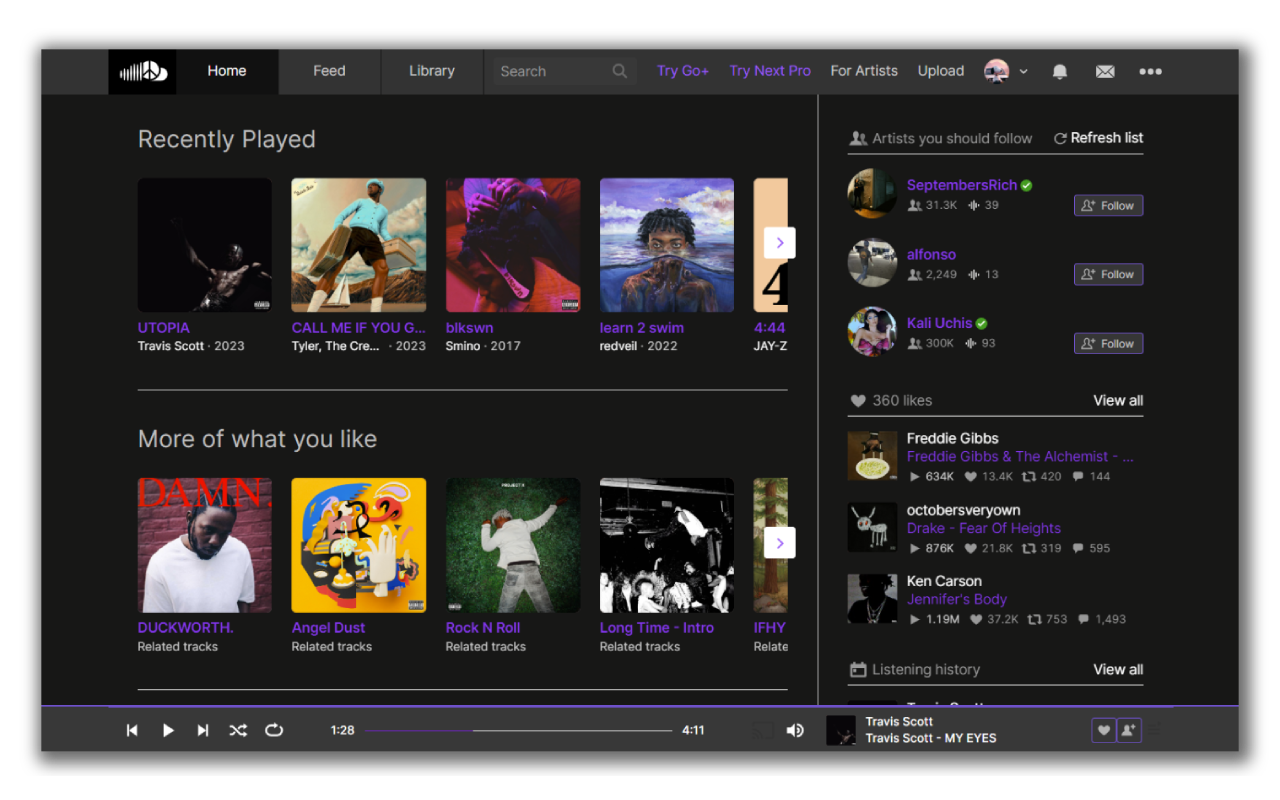 Home
Feed
Library
Search
Try Go+
Try Next Pro
For Artists
Upload
Recently Played
UTOPIA
Travis Scott · 2023
CALL ME IF YOU G...
Tyler, The Cre... · 2023
blkswn
Smino · 2017
learn 2 swim
redveil · 2022
4
4:44
JAY-Z
More of what you like
DAMN.
DUCKWORTH.
Related tracks
Angel Dust
Related tracks
Rock N Roll
Related tracks
Long Time - Intro
Related tracks
IFHY
Relate
Artists you should follow
Refresh list
SeptembersRich
31.3K 39
Follow
alfonso
2,249 13
Follow
Kali Uchis
300K 93
Follow
360 likes
View all
Freddie Gibbs
Freddie Gibbs & The Alchemist - ...
634K 13.4K 420 144
octobersveryown
Drake - Fear Of Heights
876K 21.8K 319 595
Ken Carson
Jennifer's Body
1.19M 37.2K 753 1,493
Listening history
View all
1:28
4:11
Travis Scott
Travis Scott - MY EYES